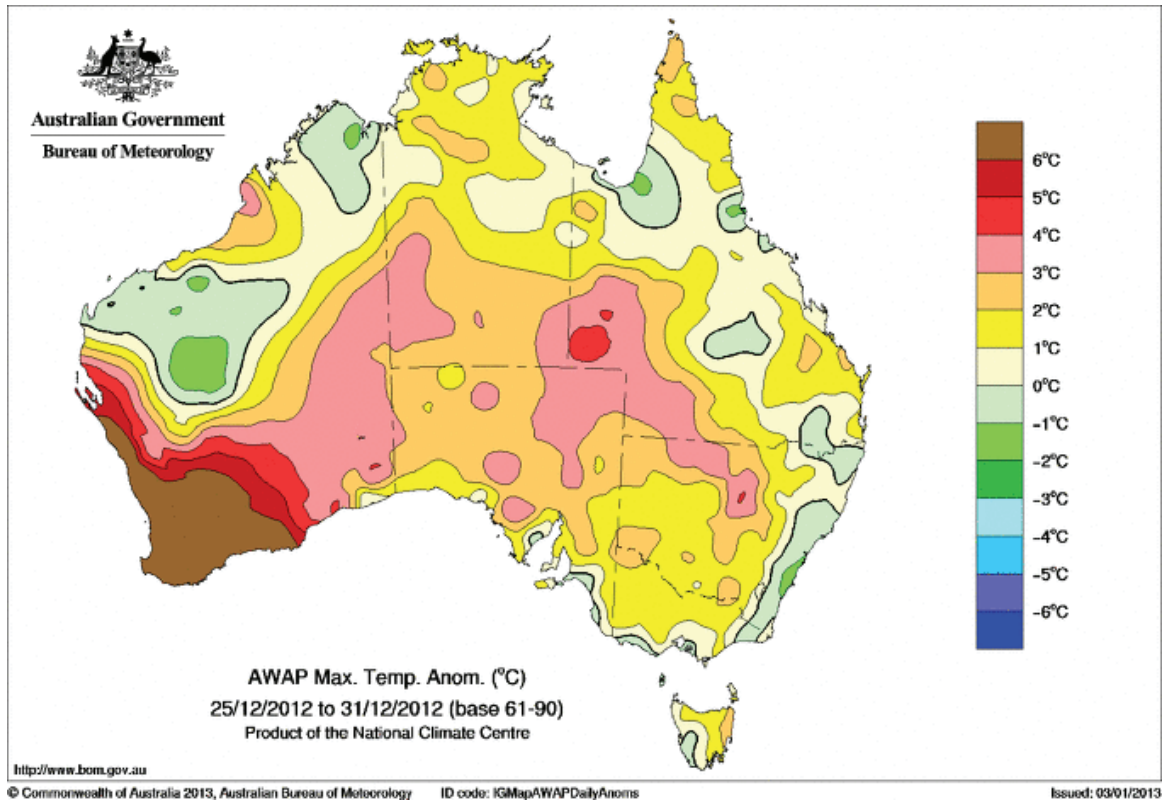 Australian Government
Bureau of Meteorology
6°C
5°C
4°C
3°C
2°C
1°C
0°C
-1°C
-2°C
-3°C
-4°C
-5°C
-6°C
AWAP Max. Temp. Anom. (°C)
25/12/2012 to 31/12/2012 (base 61-90)
Product of the National Climate Centre
http://www.bom.gov.au
© Commonwealth of Australia 2013, Australian Bureau of Meteorology ID code: IGMapAWAPDailyAnoms Issued: 03/01/2013